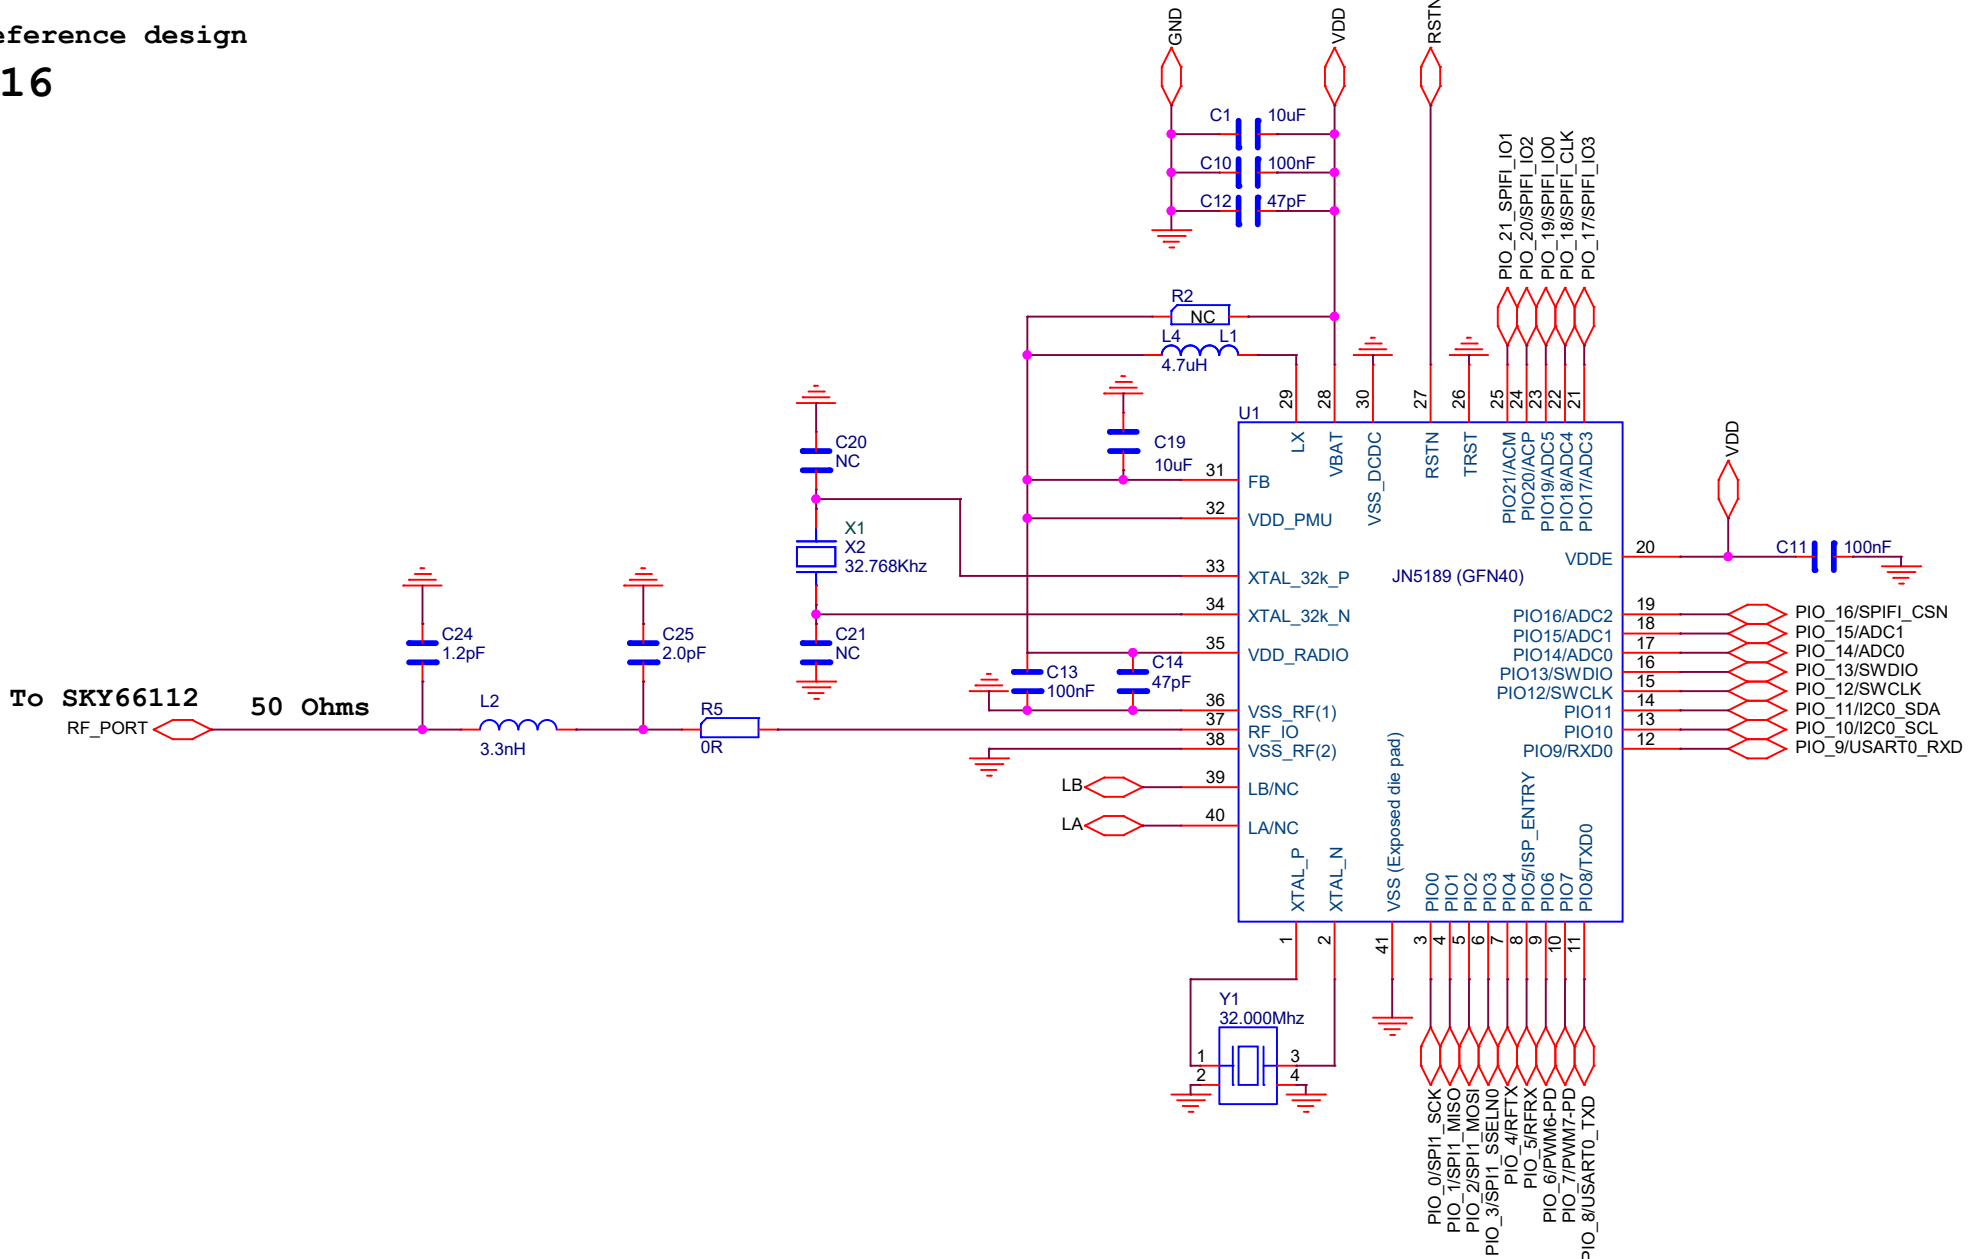 eference design
16
GND
VDD
RSTN
C1
10uF
C10
100nF
C12
47pF
PIO_21_SPIFI_IO1
PIO_20/SPIFI_IO2
PIO_19/SPIFI_IO0
PIO_18/SPIFI_CLK
PIO_17/SPIFI_IO3
R2
NC
L4
L1
4.7uH
29
28
30
27
26
25
24
23
22
21
U1
LX
VBAT
VSS_DCDC
RSTN
TRST
PIO21/ACM
PIO20/ACP
PIO19/ADC5
PIO18/ADC4
PIO17/ADC3
C20
NC
C19
10uF
31
FB
32
VDD_PMU
X1
X2
32.768Khz
33
XTAL_32k_P
34
XTAL_32k_N
C21
NC
35
VDD_RADIO
C13
100nF
C14
47pF
36
VSS_RF(1)
37
RF_IO
38
VSS_RF(2)
LB
39
LB/NC
LA
40
LA/NC
JN5189 (GFN40)
VDD
VDDE
20
C11
100nF
PIO16/ADC2
19
PIO_16/SPIFI_CSN
PIO15/ADC1
18
PIO_15/ADC1
PIO14/ADC0
17
PIO_14/ADC0
PIO13/SWDIO
16
PIO_13/SWDIO
PIO12/SWCLK
15
PIO_12/SWCLK
PIO11
14
PIO_11/I2C0_SDA
PIO10
13
PIO_10/I2C0_SCL
PIO9/RXD0
12
PIO_9/USART0_RXD
C24
1.2pF
C25
2.0pF
To SKY66112
RF_PORT
50 Ohms
L2
3.3nH
R5
0R
XTAL_P
XTAL_N
VSS (Exposed die pad)
PIO0
PIO1
PIO2
PIO3
PIO4
PIO5/ISP_ENTRY
PIO6
PIO7
PIO8/TXD0
1
2
41
3
4
5
6
7
8
9
10
11
Y1
32.000Mhz
1
2
3
4
PIO_0/SPI1_SCK
PIO_1/SPI1_MISO
PIO_2/SPI1_MOSI
PIO_3/SPI1_SSELN0
PIO_4/RFTX
PIO_5/RFRX
PIO_6/PWM6-PD
PIO_7/PWM7-PD
PIO_8/USART0_TXD